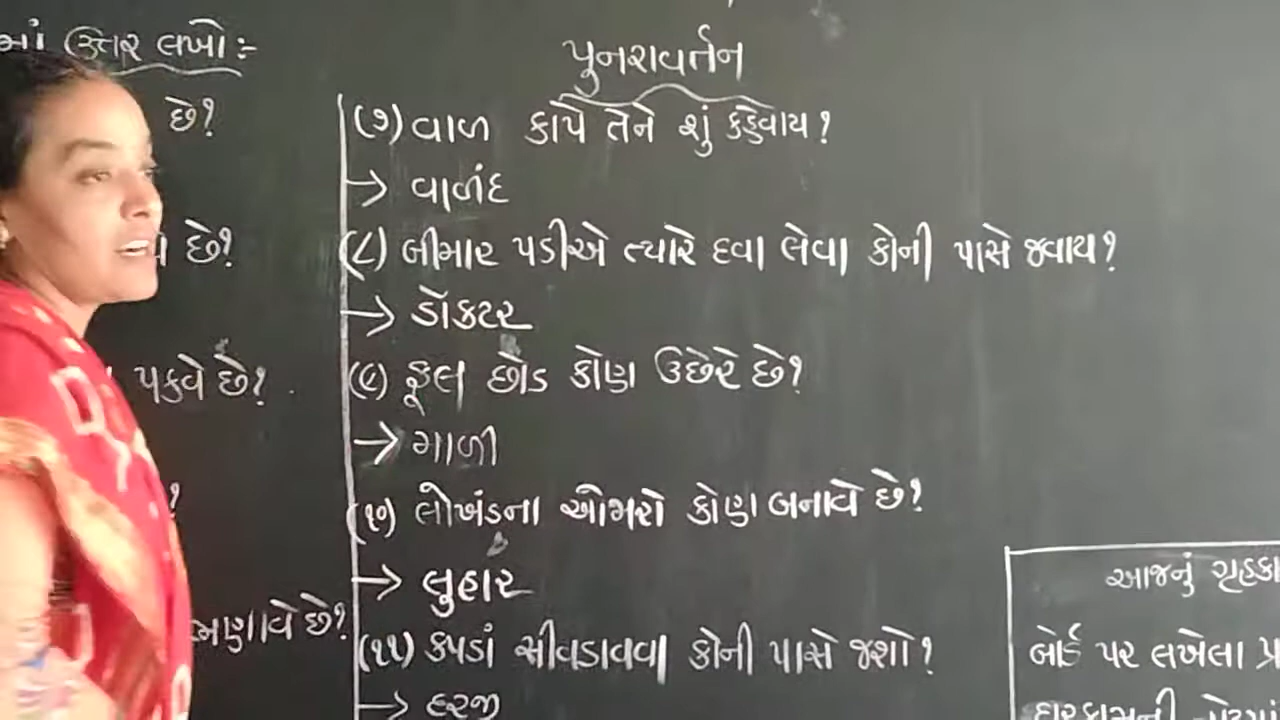 માં ઉત્તર લખો :-
પુનરાવર્તન
છે?
છે?
પકવે છે?
?
ભણાવે છે?
(૭) વાળ કાપે તેને શું કહેવાય?
→ વાળંદ
(૮) બીમાર પડીએ ત્યારે દવા લેવા કોની પાસે જવાય?
→ ડૉકટર
(૯) ફૂલ છોડ કોણ ઉછેરે છે?
→ માળી
(૧૦) લોખંડના ઓજારો કોણ બનાવે છે?
→ લુહાર
(૧૧) કપડાં સીવડાવવા કોની પાસે જશો?
→ દરજી
આજનું ગૃહકા
બોર્ડ પર લખેલા પ્ર